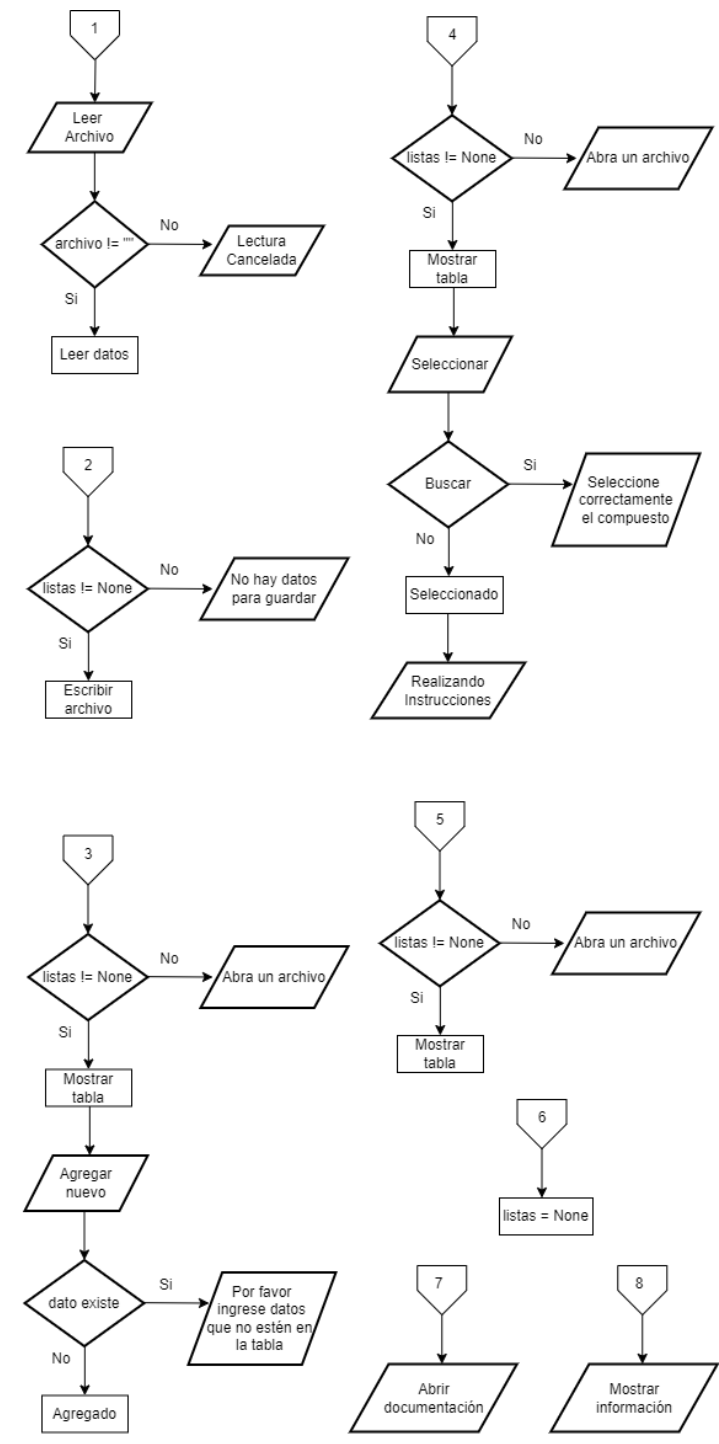 1
Leer
Archivo
archivo != ""
No
Lectura
Cancelada
Si
Leer datos
2
listas != None
No
No hay datos
para guardar
Si
Escribir
archivo
3
listas != None
No
Abra un archivo
Si
Mostrar
tabla
Agregar
nuevo
dato existe
Si
Por favor
ingrese datos
que no estén en
la tabla
No
Agregado
4
listas != None
No
Abra un archivo
Si
Mostrar
tabla
Seleccionar
Buscar
Si
Seleccione
correctamente
el compuesto
No
Seleccionado
Realizando
Instrucciones
5
listas != None
No
Abra un archivo
Si
Mostrar
tabla
6
listas = None
7
Abrir
documentación
8
Mostrar
información